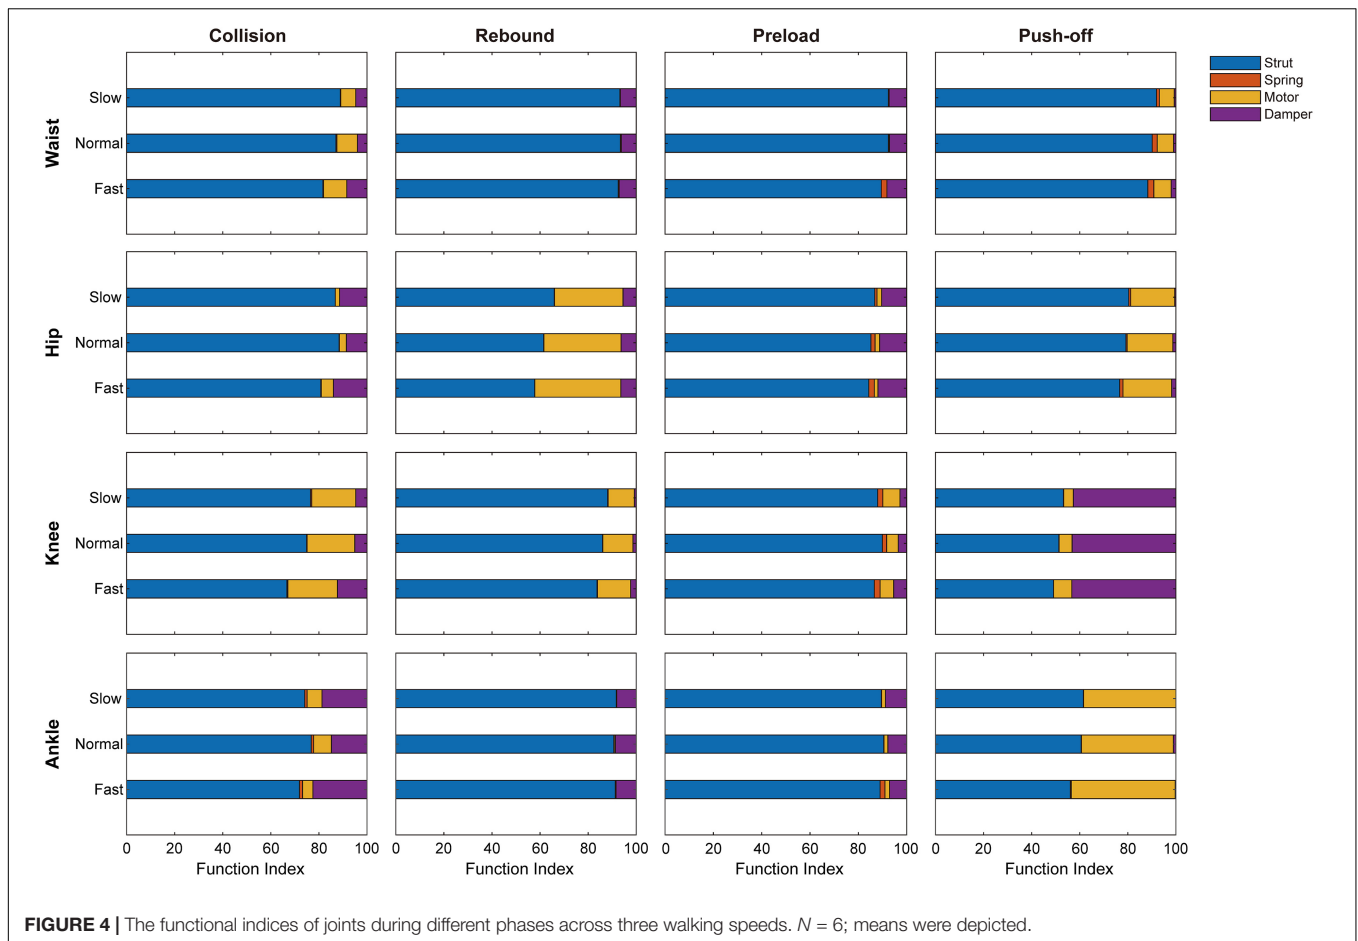 Collision Rebound Preload Push-off
Strut
Spring
Motor
Damper
Waist
Slow
Normal
Fast
Hip
Slow
Normal
Fast
Knee
Slow
Normal
Fast
Ankle
Slow
Normal
Fast
0 20 40 60 80 100 0 20 40 60 80 100 0 20 40 60 80 100 0 20 40 60 80 100
Function Index Function Index Function Index Function Index
FIGURE 4 | The functional indices of joints during different phases across three walking speeds. N = 6; means were depicted.